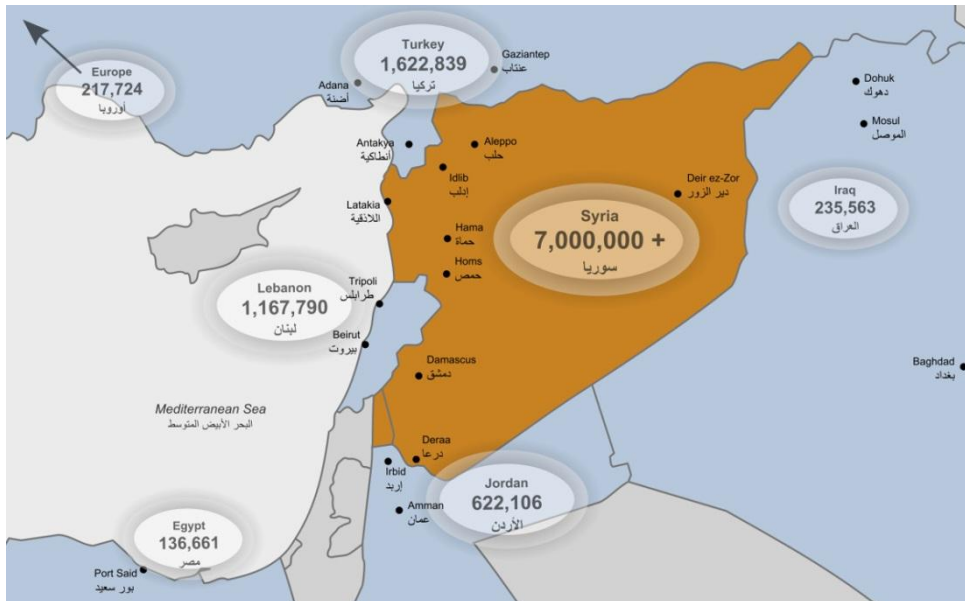 Europe
217,724
أوروبا
Turkey
1,622,839
تركيا
Gaziantep
عنتاب
Adana
أضنة
Dohuk
دهوك
Mosul
الموصل
Antakya
أنطاكية
Aleppo
حلب
Idlib
إدلب
Deir ez-Zor
دير الزور
Iraq
235,563
العراق
Latakia
اللاذقية
Syria
7,000,000 +
سوريا
Hama
حماة
Homs
حمص
Tripoli
طرابلس
Lebanon
1,167,790
لبنان
Beirut
بيروت
Damascus
دمشق
Baghdad
بغداد
Mediterranean Sea
البحر الأبيض المتوسط
Deraa
درعا
Irbid
إربد
Jordan
622,106
الأردن
Amman
عمان
Egypt
136,661
مصر
Port Said
بور سعيد